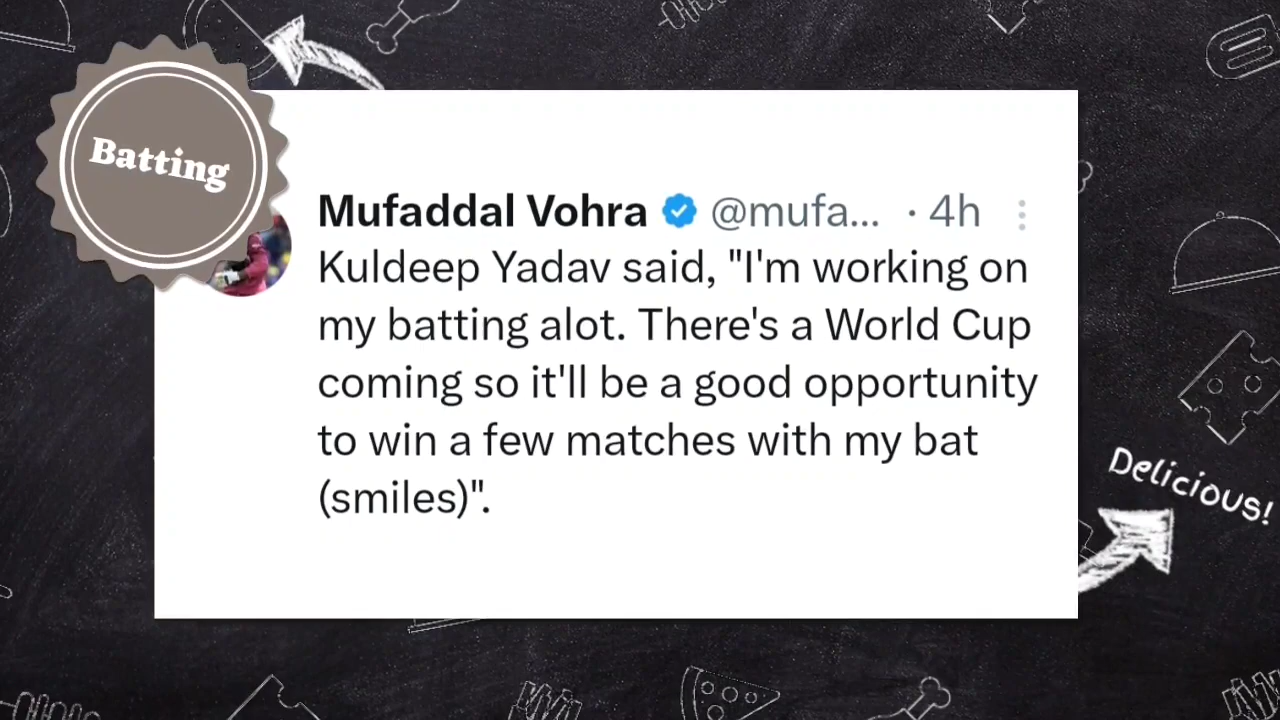 Batting
Mufaddal Vohra @mufa... · 4h
Kuldeep Yadav said, "I'm working on
my batting alot. There's a World Cup
coming so it'll be a good opportunity
to win a few matches with my bat
(smiles)".
Delicious!